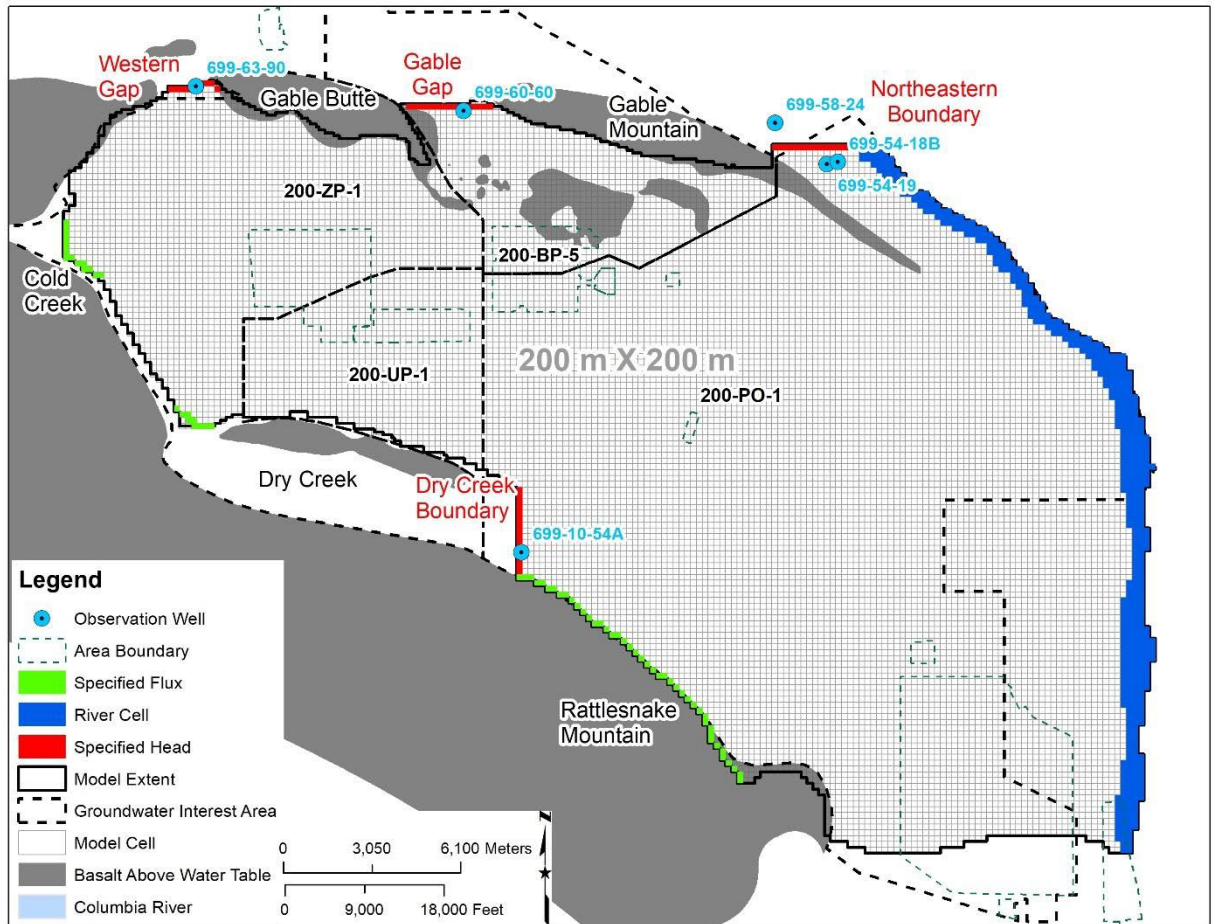 Western
Gap
699-63-90
Gable Butte
Gable
Gap
699-60-60
Gable
Mountain
699-58-24
Northeastern
Boundary
699-54-18B
699-54-19
200-ZP-1
200-BP-5
Cold
Creek
200 m X 200 m
200-UP-1
200-PO-1
Dry Creek
Dry Creek
Boundary
699-10-54A
Rattlesnake
Mountain
Legend
Observation Well
Area Boundary
Specified Flux
River Cell
Specified Head
Model Extent
Groundwater Interest Area
Model Cell
Basalt Above Water Table
Columbia River
0 3,050 6,100 Meters
0 9,000 18,000 Feet